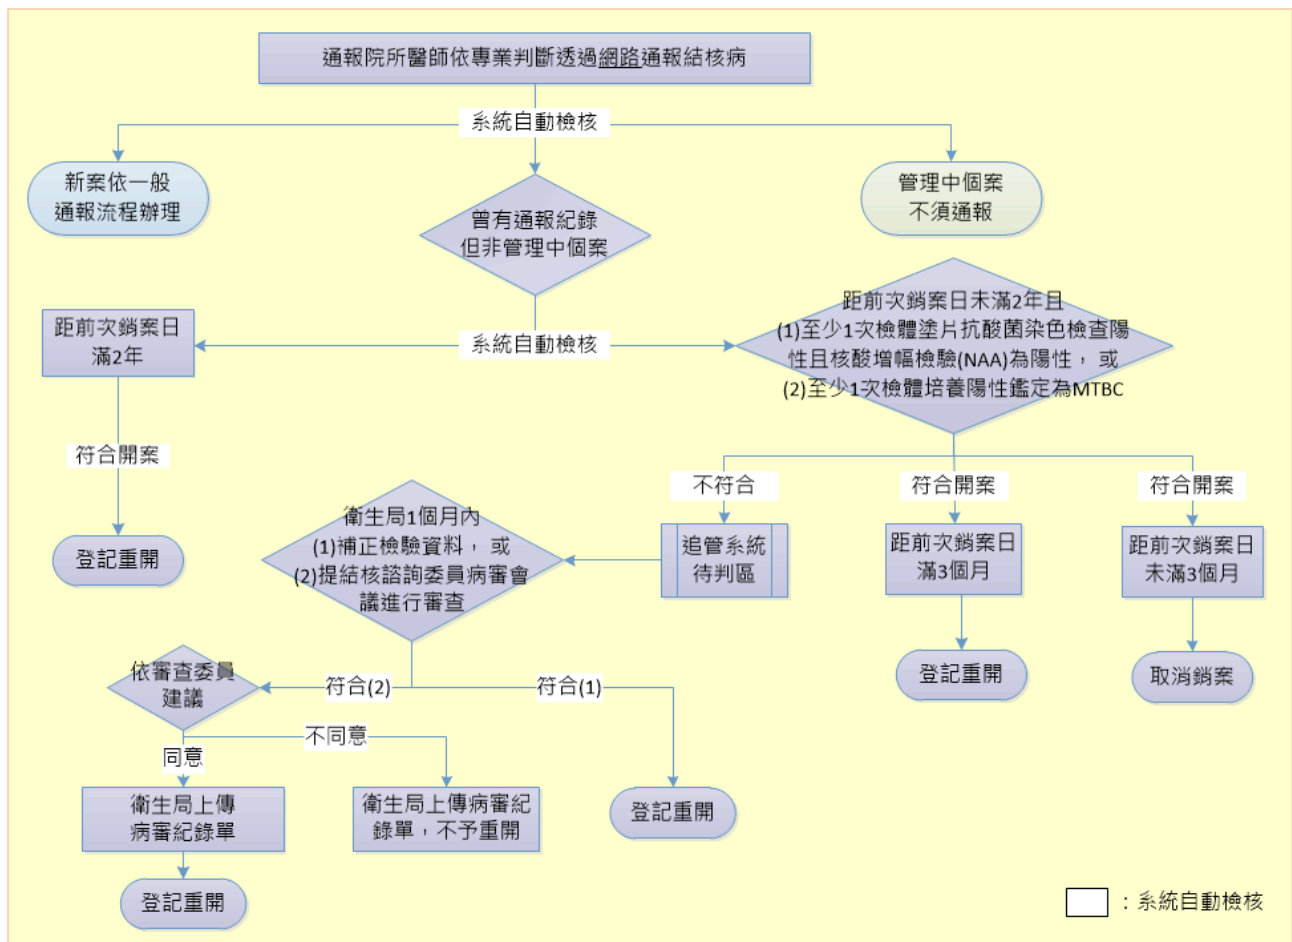 通報院所醫師依專業判斷透過網路通報結核病
系統自動檢核
新案依一般
通報流程辦理
曾有通報紀錄
但非管理中個案
管理中個案
不須通報
距前次銷案日
滿2年
系統自動檢核
距前次銷案日未滿2年且
(1)至少1次檢體塗片抗酸菌染色檢查陽
性且核酸增幅檢驗(NAA)為陽性， 或
(2)至少1次檢體培養陽性鑑定為MTBC
符合開案
不符合
符合開案
符合開案
登記重開
衛生局1個月內
(1)補正檢驗資料， 或
(2)提結核諮詢委員病審會
議進行審查
追管系統
待判區
距前次銷案日
滿3個月
距前次銷案日
未滿3個月
依審查委員
建議
符合(2)
符合(1)
登記重開
取消銷案
不同意
同意
衛生局上傳
病審紀錄單
衛生局上傳病審紀
錄單，不予重開
登記重開
登記重開
：系統自動檢核